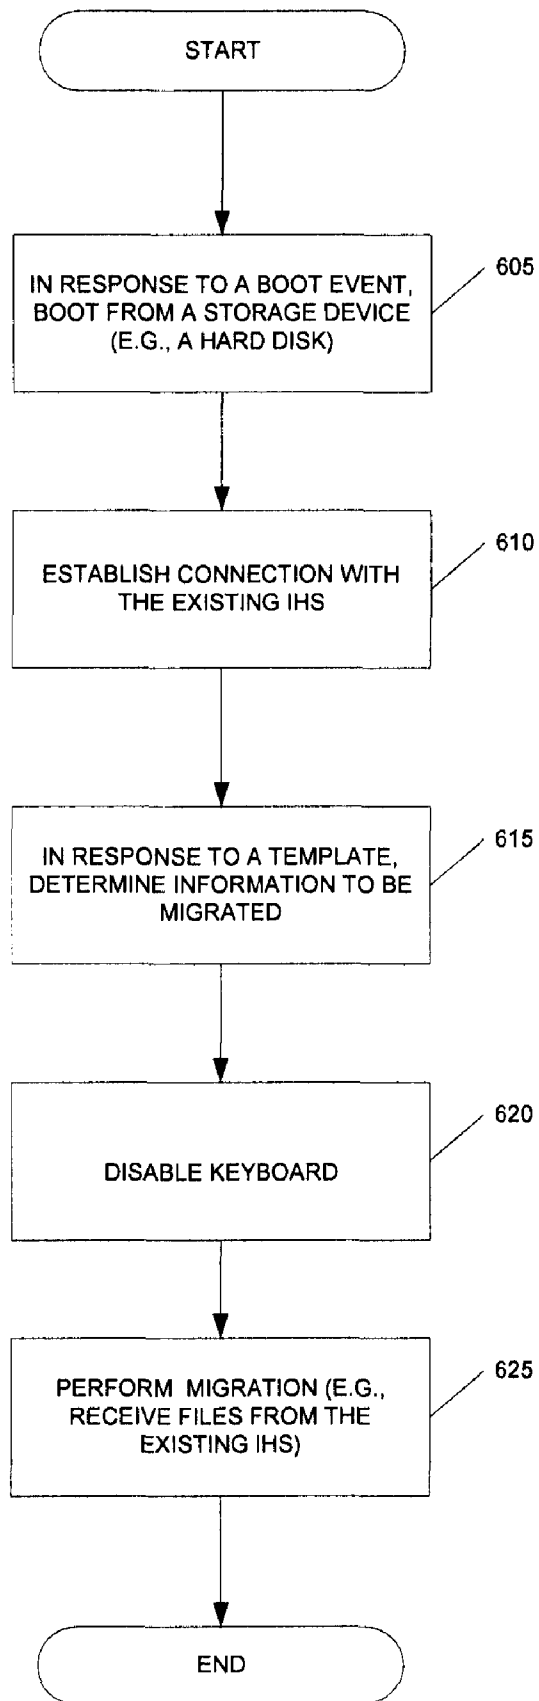 START
IN RESPONSE TO A BOOT EVENT,
BOOT FROM A STORAGE DEVICE
(E.G., A HARD DISK)
605
ESTABLISH CONNECTION WITH
THE EXISTING IHS
610
IN RESPONSE TO A TEMPLATE,
DETERMINE INFORMATION TO BE
MIGRATED
615
DISABLE KEYBOARD
620
PERFORM MIGRATION (E.G.,
RECEIVE FILES FROM THE
EXISTING IHS)
625
END